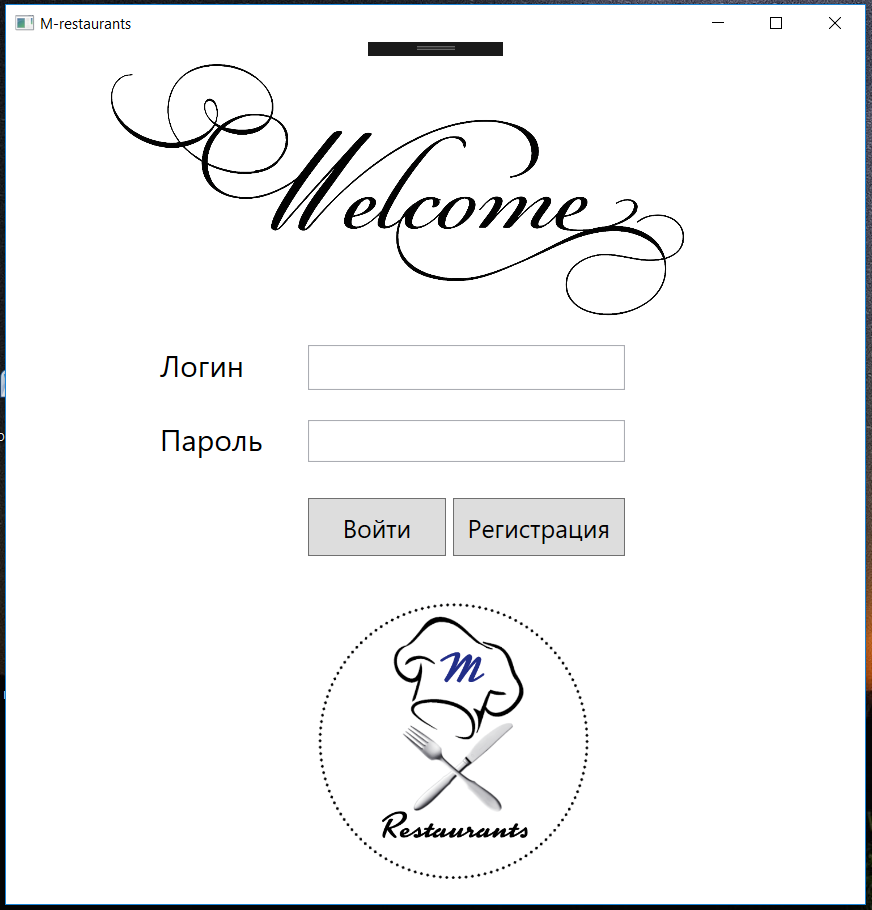 M-restaurants
Welcome
Логин
Пароль
Войти Регистрация
M
Restaurants